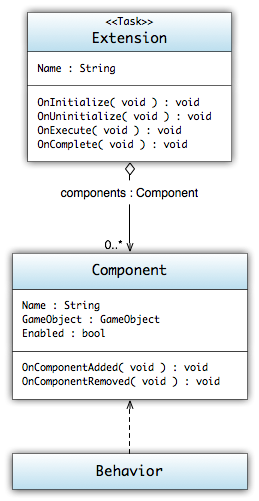 <<Task>>
Extension
Name : String
OnInitialize( void ) : void
OnUninitialize( void ) : void
OnExecute( void ) : void
OnComplete( void ) : void
components : Component
0..*
Component
Name : String
GameObject : GameObject
Enabled : bool
OnComponentAdded( void ) : void
OnComponentRemoved( void ) : void
Behavior